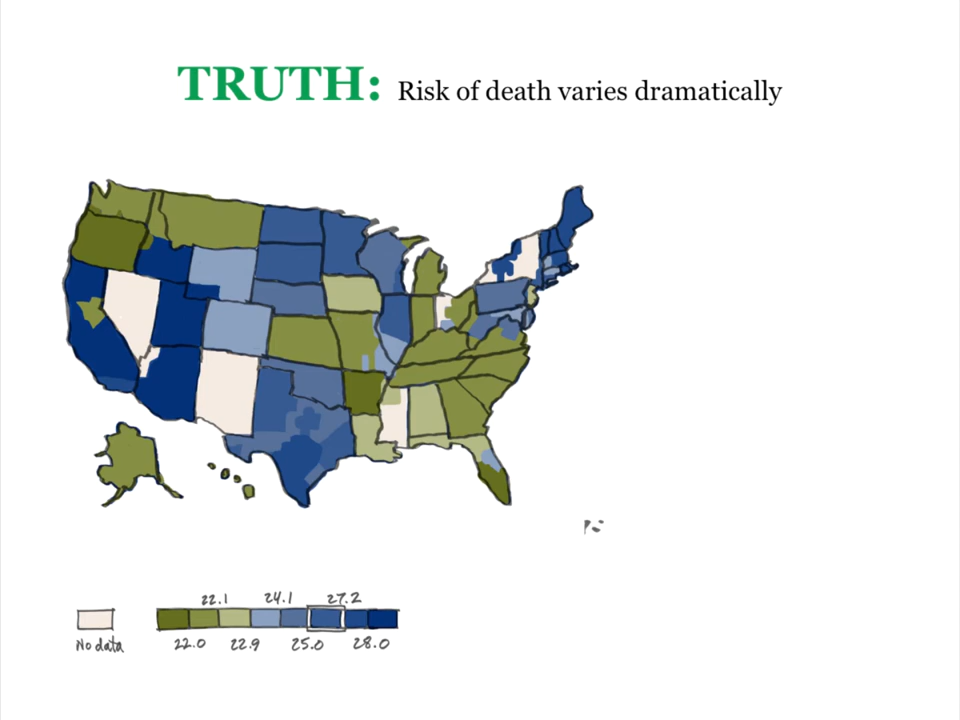 TRUTH: Risk of death varies dramatically
22.1 24.1 27.2
No data 22.0 22.9 25.0 28.0